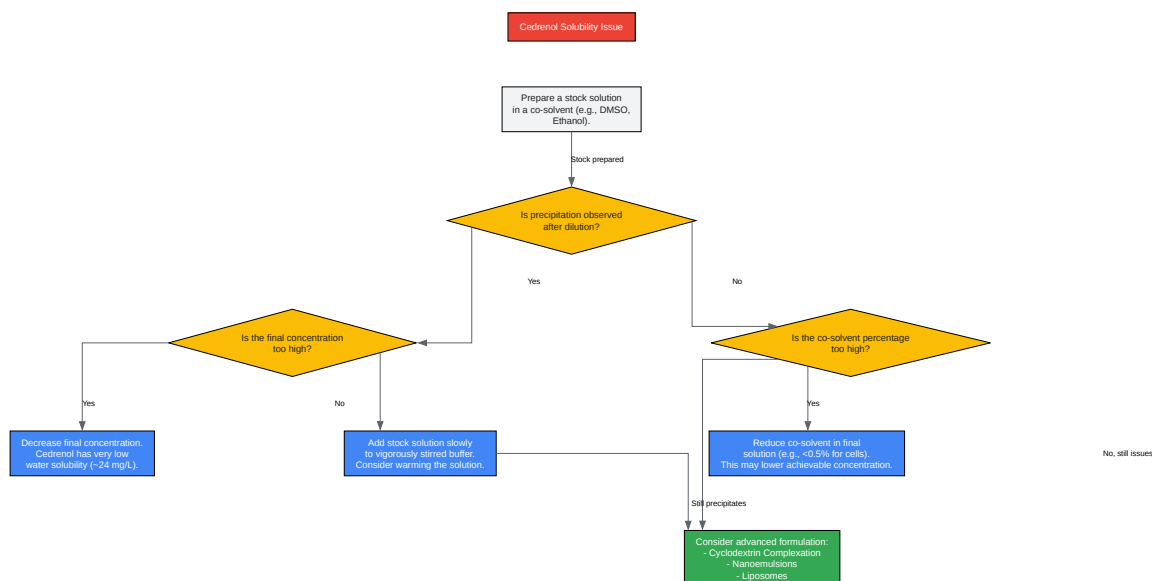 Cedrenol Solubility Issue
Prepare a stock solution
in a co-solvent (e.g., DMSO,
Ethanol).
Stock prepared
Is precipitation observed
after dilution?
Yes
No
Is the final concentration
too high?
Is the co-solvent percentage
too high?
Yes
No
Yes
Decrease final concentration.
Cedrenol has very low
water solubility (~24 mg/L).
Add stock solution slowly
to vigorously stirred buffer.
Consider warming the solution.
Reduce co-solvent in final
solution (e.g., <0.5% for cells).
This may lower achievable concentration.
No, still issues
Still precipitates
Consider advanced formulation:
- Cyclodextrin Complexation
- Nanoemulsions
- Liposomes